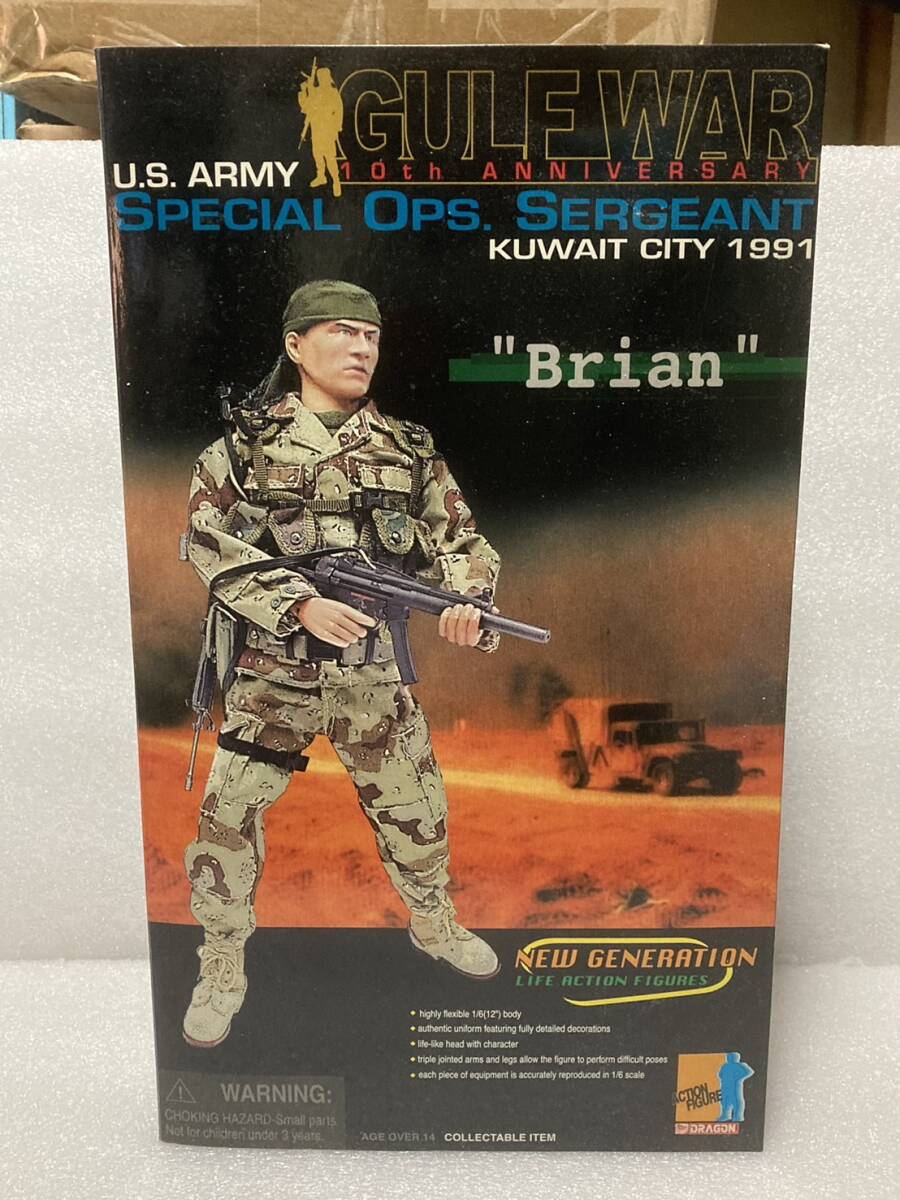 GULF WAR
10th ANNIVERSARY
U.S. ARMY
SPECIAL OPS. SERGEANT
KUWAIT CITY 1991
"Brian"
NEW GENERATION
LIFE ACTION FIGURES
highly flexible 1/6(12") body
authentic uniform featuring fully detailed decorations
life-like head with character
triple jointed arms and legs allow the figure to perform difficult poses
each piece of equipment is accurately reproduced in 1/6 scale
WARNING:
CHOKING HAZARD-Small parts
Not for children under 3 years.
AGE OVER 14 COLLECTABLE ITEM
ACTION
FIGURE
DRAGON